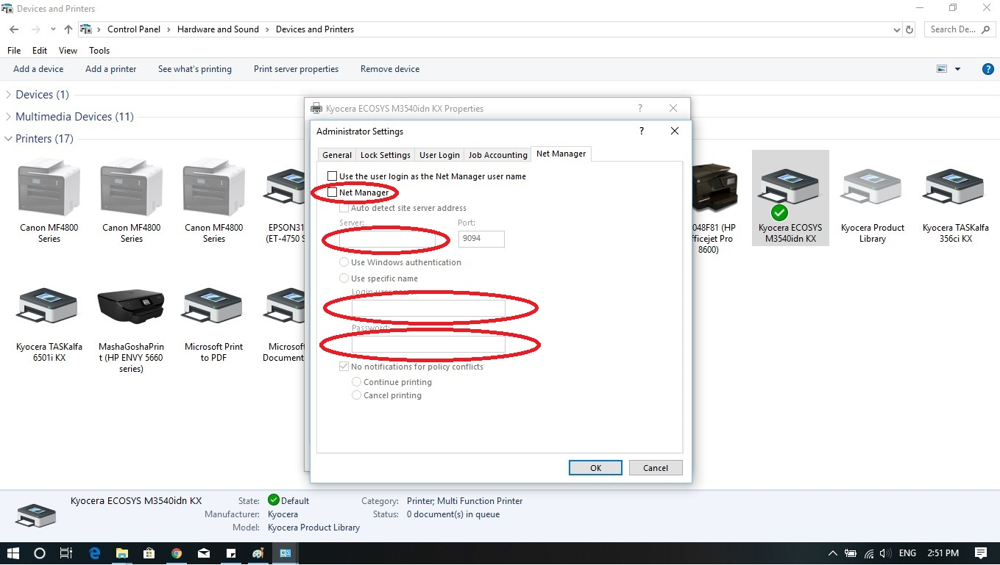 Devices and Printers
Control Panel > Hardware and Sound > Devices and Printers
Search De...
File Edit View Tools
Add a device Add a printer See what's printing Print server properties Remove device
Devices (1)
Multimedia Devices (11)
Printers (17)
Canon MF4800
Series
Canon MF4800
Series
Canon MF4800
Series
EPSON31
(ET-4750 S
048F81 (HP
fficejet Pro
8600)
Kyocera ECOSYS
M3540idn KX
Kyocera Product
Library
Kyocera TASKalfa
356ci KX
Kyocera TASKalfa
6501i KX
MashaGoshaPrin
t (HP ENVY 5660
series)
Microsoft Print
to PDF
Microsof
Document
Kyocera ECOSYS M3540idn KX Properties
?
Administrator Settings
?
General Lock Settings User Login Job Accounting Net Manager
Use the user login as the Net Manager user name
Net Manager
Auto detect site server address
Server: Port:
9094
Use Windows authentication
Use specific name
Login user name:
Password:
No notifications for policy conflicts
Continue printing
Cancel printing
OK Cancel
Kyocera ECOSYS M3540idn KX State: Default Category: Printer; Multi Function Printer
Manufacturer: Kyocera Status: 0 document(s) in queue
Model: Kyocera Product Library
ENG 2:51 PM